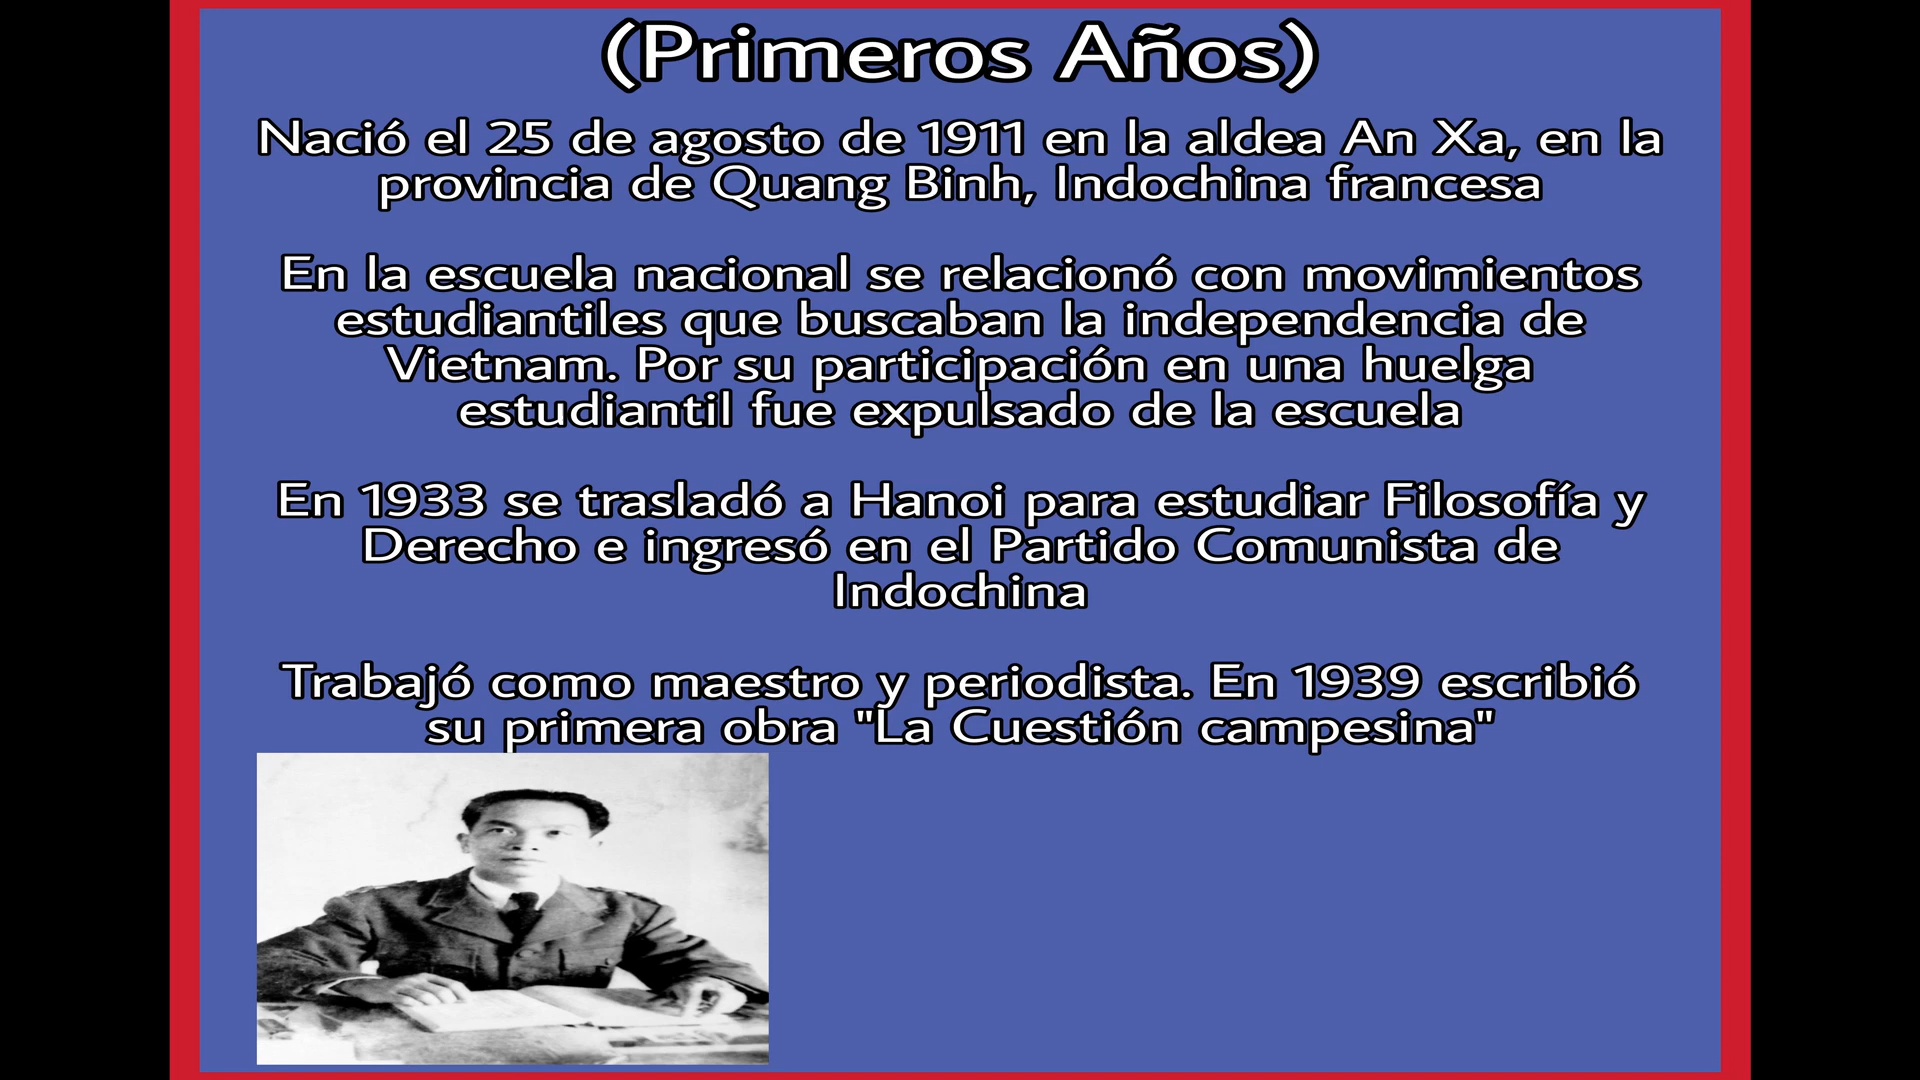 (Primeros Años)
Nació el 25 de agosto de 1911 en la aldea An Xa, en la
provincia de Quang Binh, Indochina francesa
En la escuela nacional se relacionó con movimientos
estudiantiles que buscaban la independencia de
Vietnam. Por su participación en una huelga
estudiantil fue expulsado de la escuela
En 1933 se trasladó a Hanoi para estudiar Filosofía y
Derecho e ingresó en el Partido Comunista de
Indochina
Trabajó como maestro y periodista. En 1939 escribió
su primera obra "La Cuestión campesina"